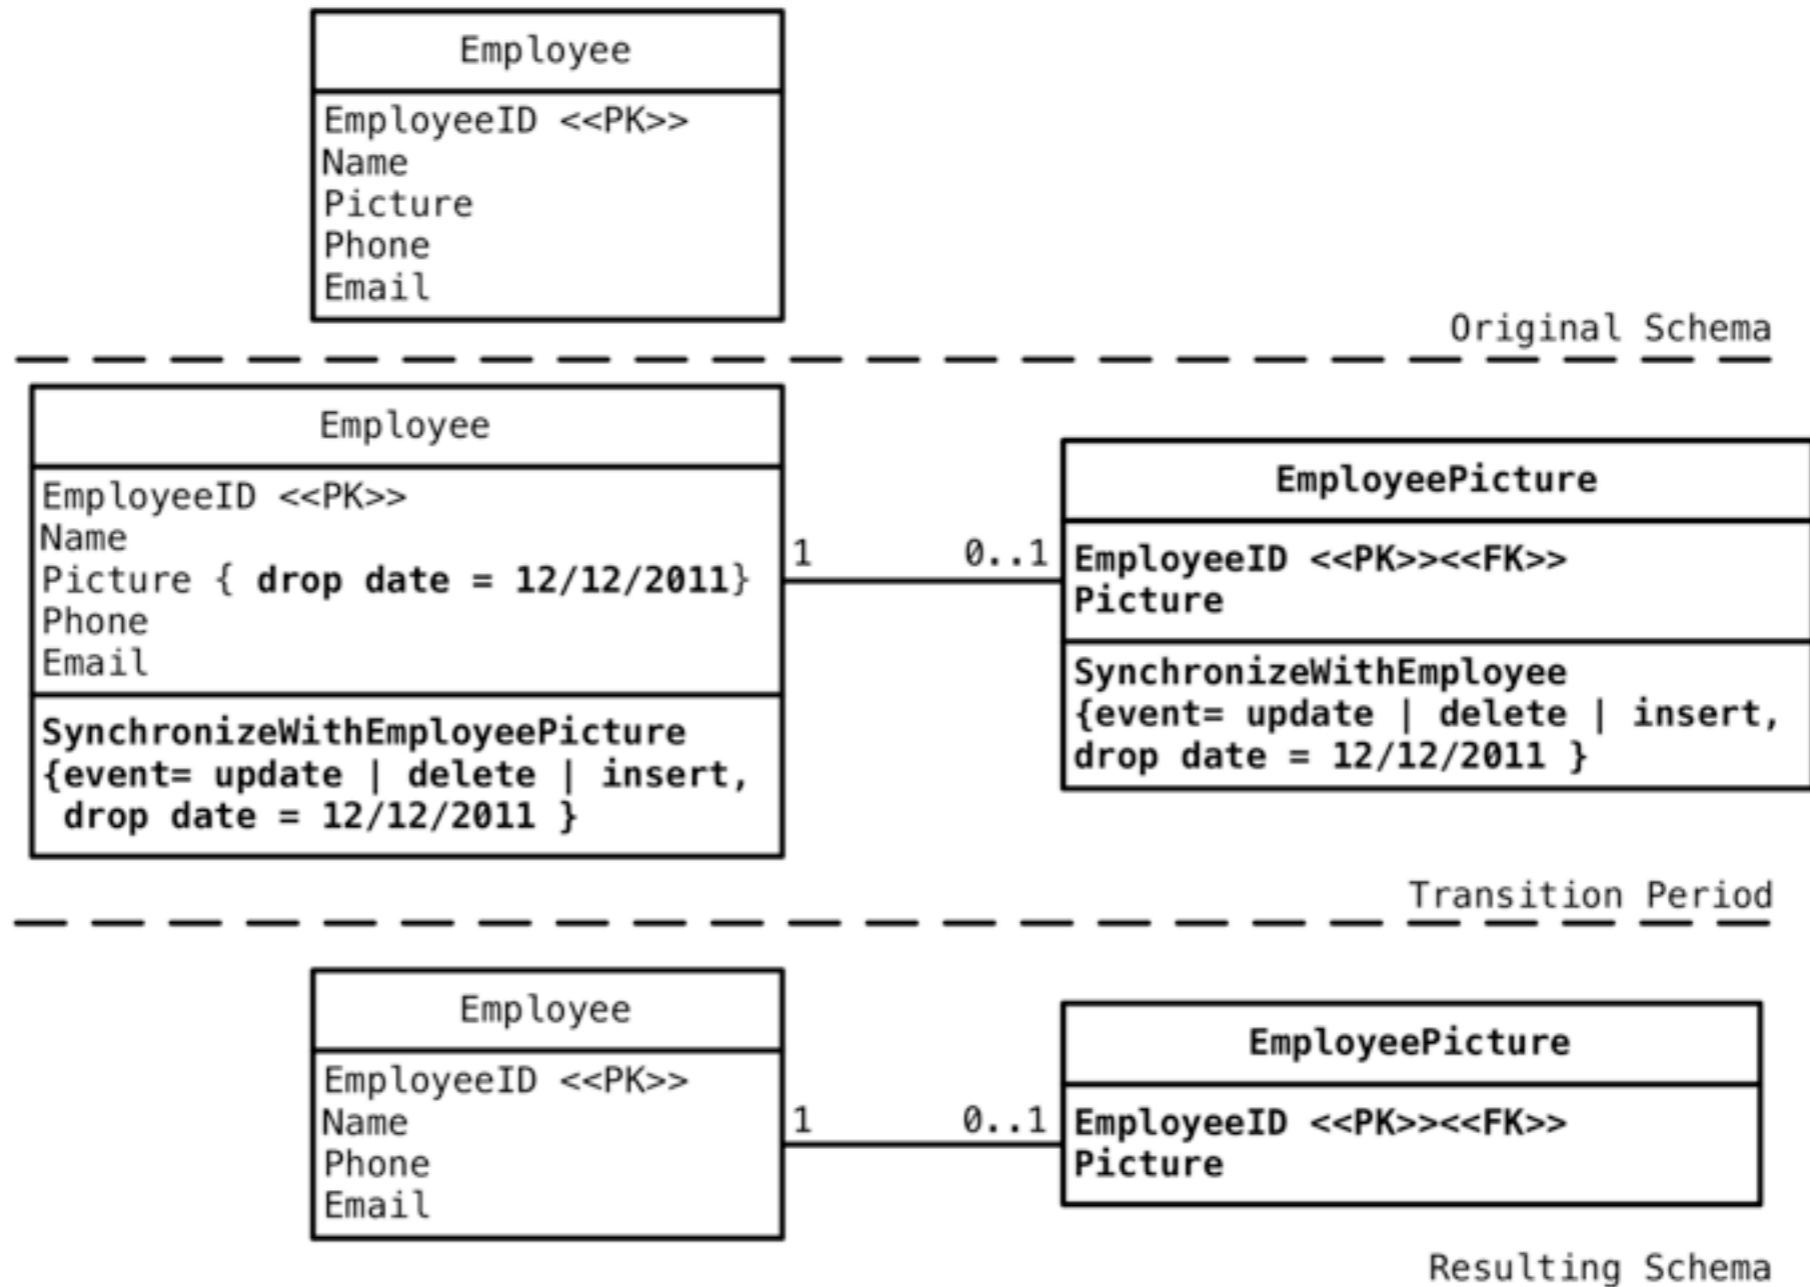 Employee
EmployeeID <<PK>>
Name
Picture
Phone
Email
Original Schema
Employee
EmployeeID <<PK>>
Name
Picture { drop date = 12/12/2011}
Phone
Email
SynchronizeWithEmployeePicture
{event= update | delete | insert,
drop date = 12/12/2011 }
1
0..1
EmployeePicture
EmployeeID <<PK>><<FK>>
Picture
SynchronizeWithEmployee
{event= update | delete | insert,
drop date = 12/12/2011 }
Transition Period
Employee
EmployeeID <<PK>>
Name
Phone
Email
1
0..1
EmployeePicture
EmployeeID <<PK>><<FK>>
Picture
Resulting Schema